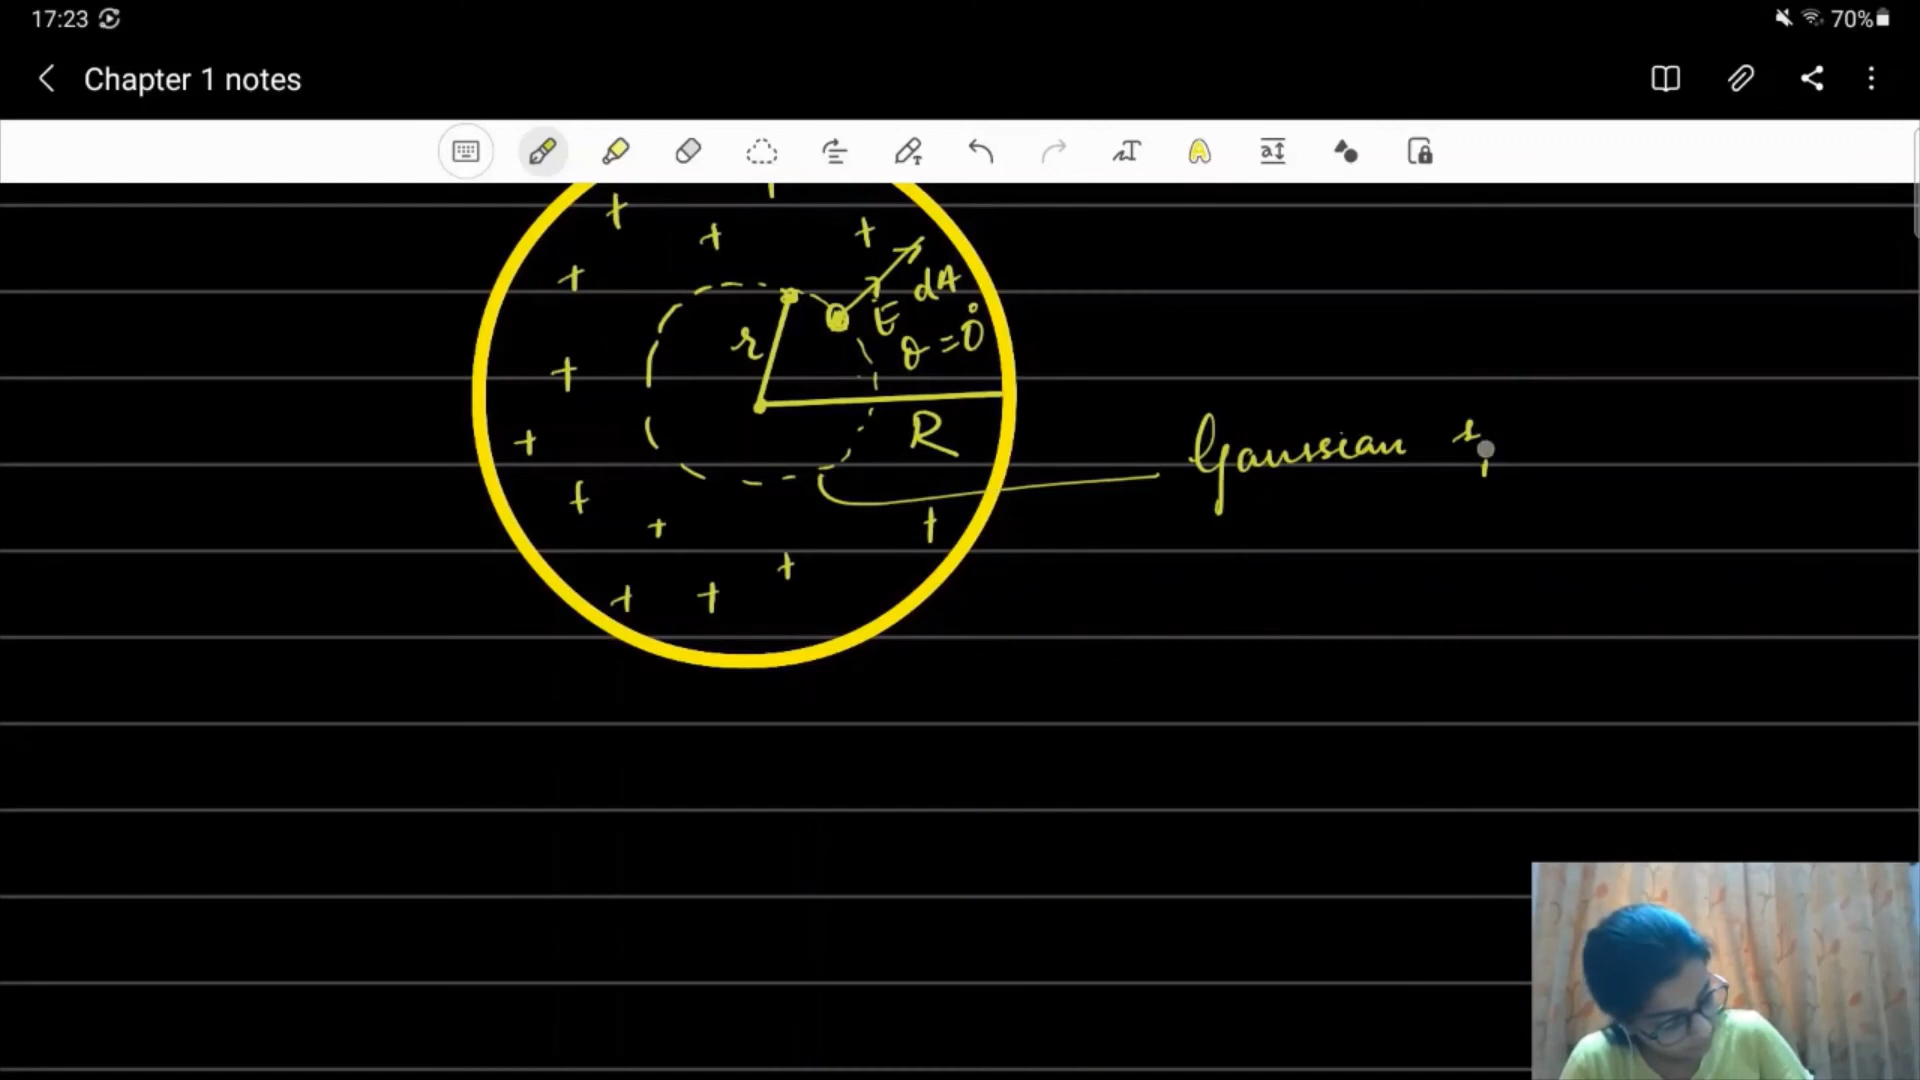 17:23
70%
Chapter 1 notes
+ + +
+
dA
E
r
θ = 0°
+
R
+
Gaussian s
+
+
+
+
+ +